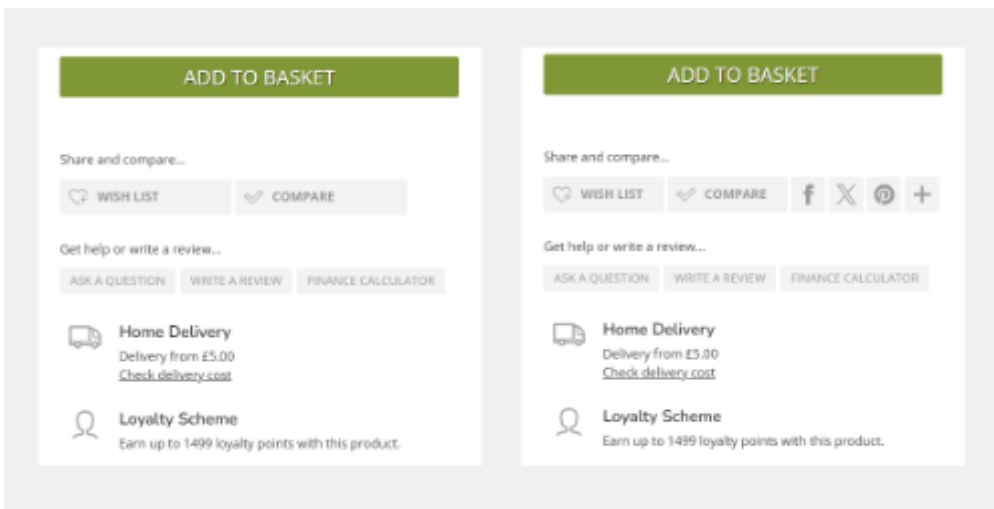 ADD TO BASKET
Share and compare...
WISH LIST COMPARE
Get help or write a review...
ASK A QUESTION WRITE A REVIEW FINANCE CALCULATOR
Home Delivery
Delivery from £5.00
Check delivery cost
Loyalty Scheme
Earn up to 1499 loyalty points with this product.
ADD TO BASKET
Share and compare...
WISH LIST COMPARE f X +
Get help or write a review...
ASK A QUESTION WRITE A REVIEW FINANCE CALCULATOR
Home Delivery
Delivery from £5.00
Check delivery cost
Loyalty Scheme
Earn up to 1499 loyalty points with this product.